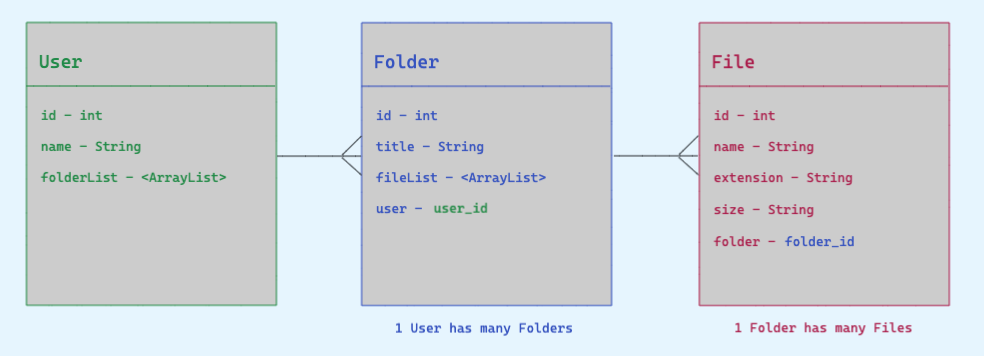 User
id - int
name - String
folderList - <ArrayList>
Folder
id - int
title - String
fileList - <ArrayList>
user - user_id
1 User has many Folders
File
id - int
name - String
extension - String
size - String
folder - folder_id
1 Folder has many Files